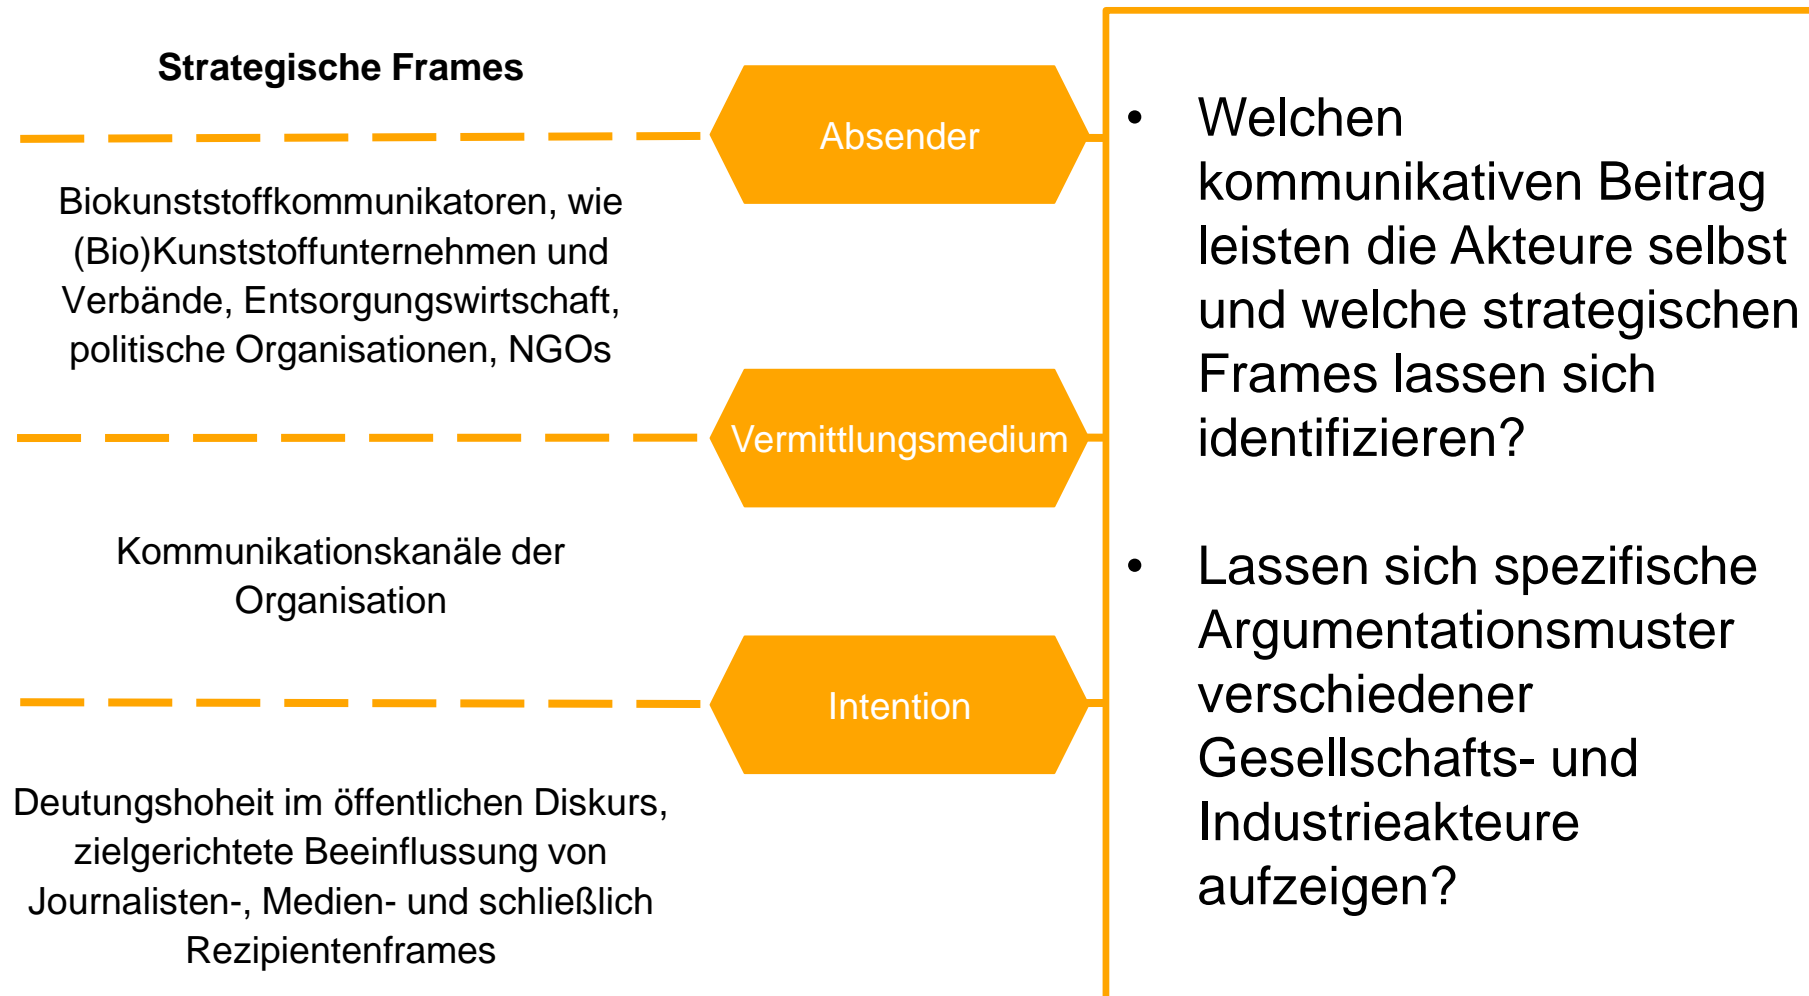 Strategische Frames
Absender
Biokunststoffkommunikatoren, wie
(Bio)Kunststoffunternehmen und
Verbände, Entsorgungswirtschaft,
politische Organisationen, NGOs
Vermittlungsmedium
Kommunikationskanäle der
Organisation
Intention
Deutungshoheit im öffentlichen Diskurs,
zielgerichtete Beeinflussung von
Journalisten-, Medien- und schließlich
Rezipientenframes
• Welchen
kommunikativen Beitrag
leisten die Akteure selbst
und welche strategischen
Frames lassen sich
identifizieren?
• Lassen sich spezifische
Argumentationsmuster
verschiedener
Gesellschafts- und
Industrieakteure
aufzeigen?